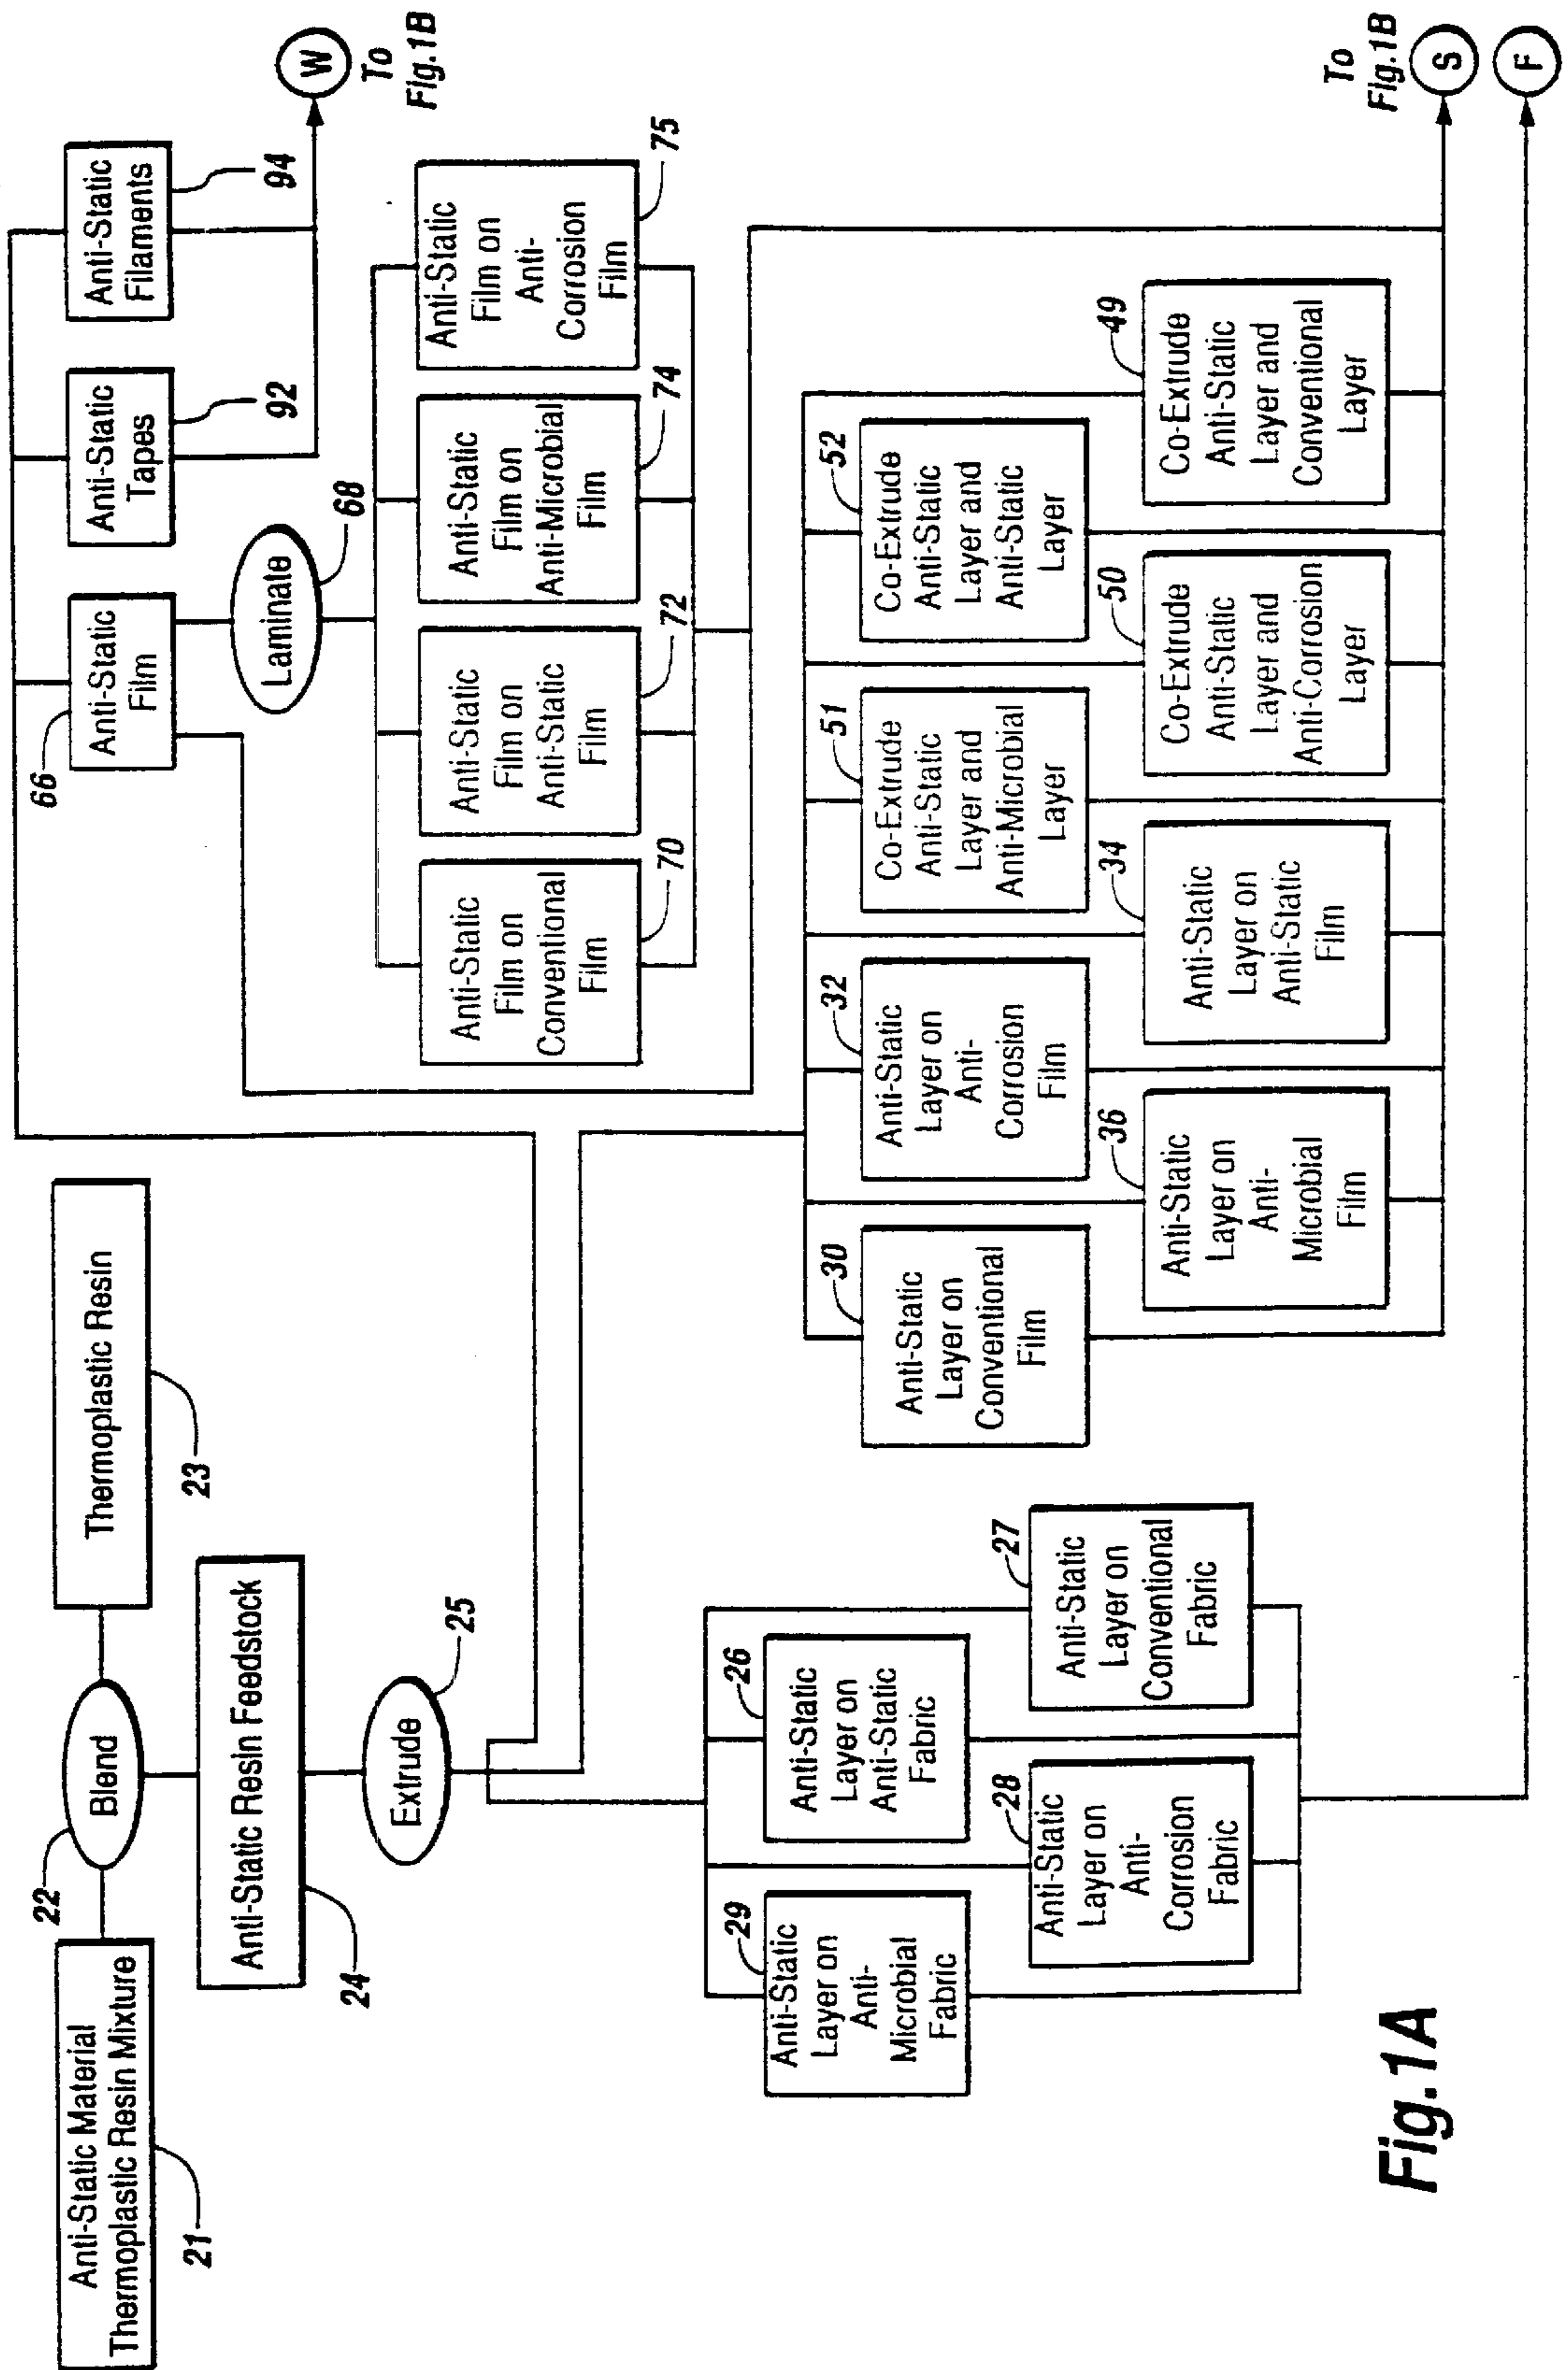 Anti-Static Material
Thermoplastic Resin Mixture
21
22
Blend
Thermoplastic Resin
23
Anti-Static Resin Feedstock
24
Extrude
25
66
Anti-Static
Film
Anti-Static
Tapes
92
Anti-Static
Filaments
94
W
To
Fig.1B
Laminate
68
Anti-Static
Film on
Conventional
Film
70
Anti-Static
Film on
Anti-Static
Film
72
Anti-Static
Film on
Anti-Microbial
Film
74
Anti-Static
Film on
Anti-
Corrosion
Film
75
29
Anti-Static
Layer on
Anti-
Microbial
Fabric
26
Anti-Static
Layer on
Anti-Static
Fabric
28
Anti-Static
Layer on
Anti-
Corrosion
Fabric
27
Anti-Static
Layer on
Conventional
Fabric
30
Anti-Static
Layer on
Conventional
Film
32
Anti-Static
Layer on
Anti-
Corrosion
Film
51
Co-Extrude
Anti-Static
Layer and
Anti-Microbial
Layer
52
Co-Extrude
Anti-Static
Layer and
Anti-Static
Layer
36
Anti-Static
Layer on
Anti-
Microbial
Film
34
Anti-Static
Layer on
Anti-Static
Film
50
Co-Extrude
Anti-Static
Layer and
Anti-Corrosion
Layer
49
Co-Extrude
Anti-Static
Layer and
Conventional
Layer
To
Fig.1B
S
F
Fig.1A